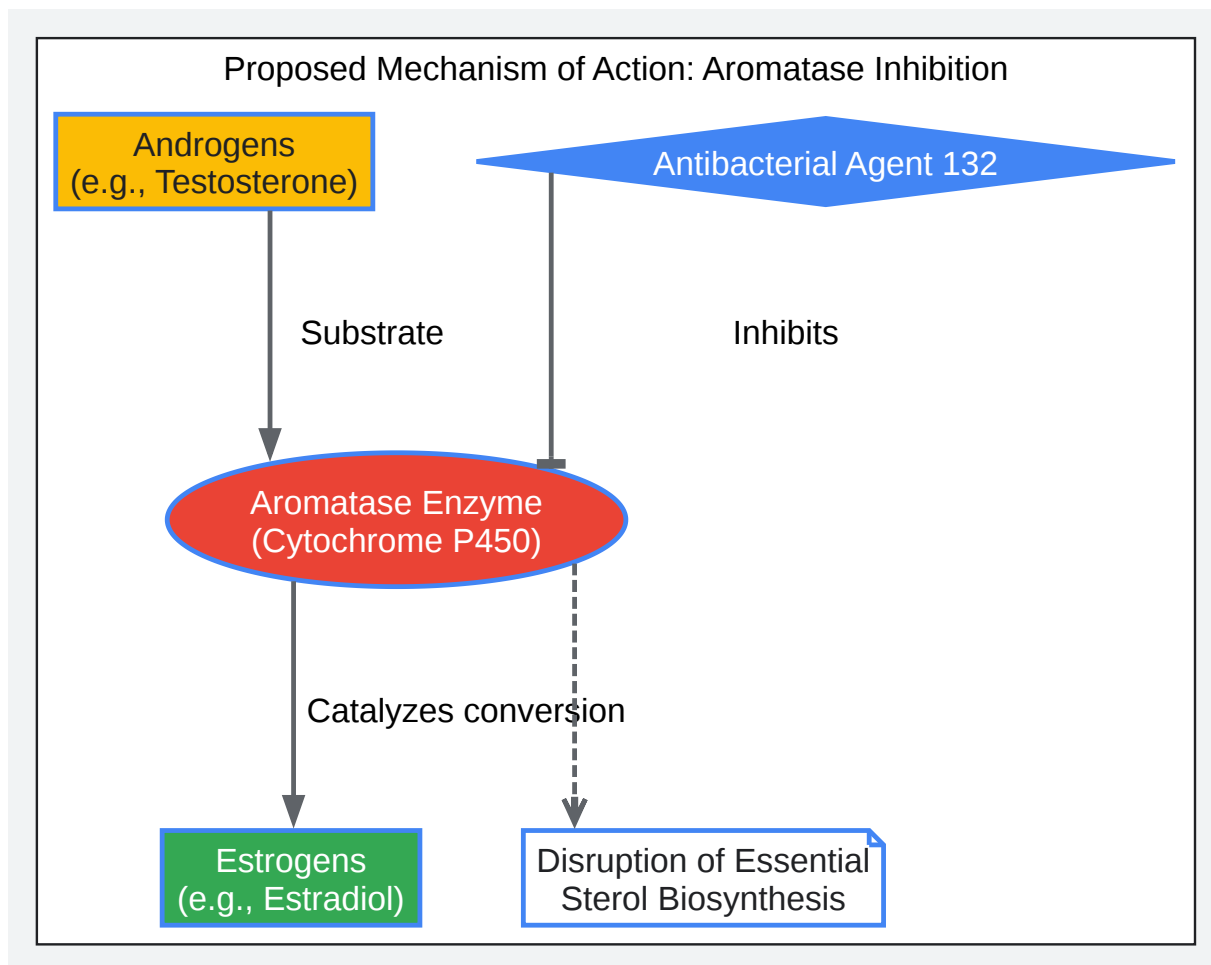 Proposed Mechanism of Action: Aromatase Inhibition
Androgens
(e.g., Testosterone)
Antibacterial Agent 132
Substrate
Inhibits
Aromatase Enzyme
(Cytochrome P450)
Catalyzes conversion
Estrogens
(e.g., Estradiol)
Disruption of Essential
Sterol Biosynthesis